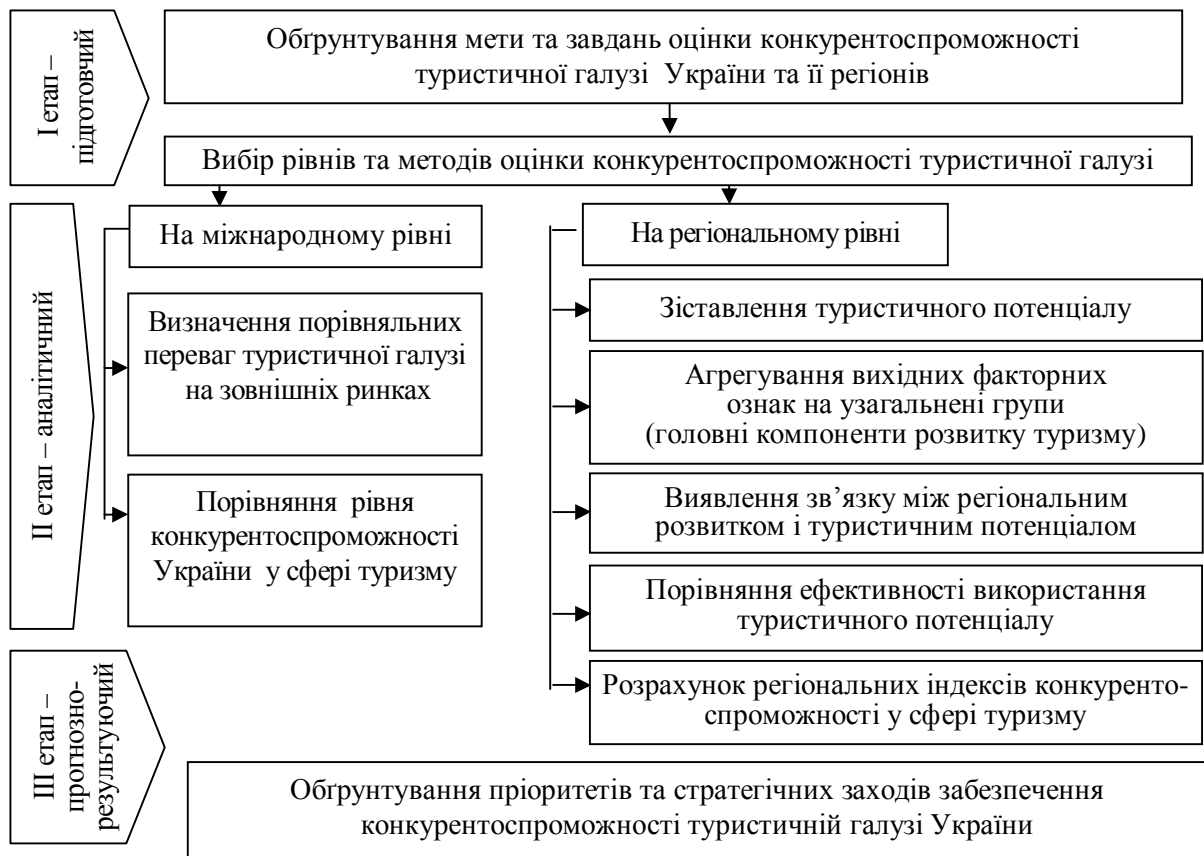 І етап –
підготовчий
Обґрунтування мети та завдань оцінки конкурентоспроможності
туристичної галузі України та її регіонів
Вибір рівнів та методів оцінки конкурентоспроможності туристичної галузі
ІІ етап – аналітичний
На міжнародному рівні
Визначення порівняльних
переваг туристичної галузі
на зовнішніх ринках
Порівняння рівня
конкурентоспроможності
України у сфері туризму
На регіональному рівні
Зіставлення туристичного потенціалу
Агрегування вихідних факторних
ознак на узагальнені групи
(головні компоненти розвитку туризму)
Виявлення зв’язку між регіональним
розвитком і туристичним потенціалом
Порівняння ефективності використання
туристичного потенціалу
Розрахунок регіональних індексів конкуренто-
спроможності у сфері туризму
ІІІ етап –
прогнозно-
результуючий
Обґрунтування пріоритетів та стратегічних заходів забезпечення
конкурентоспроможності туристичній галузі України